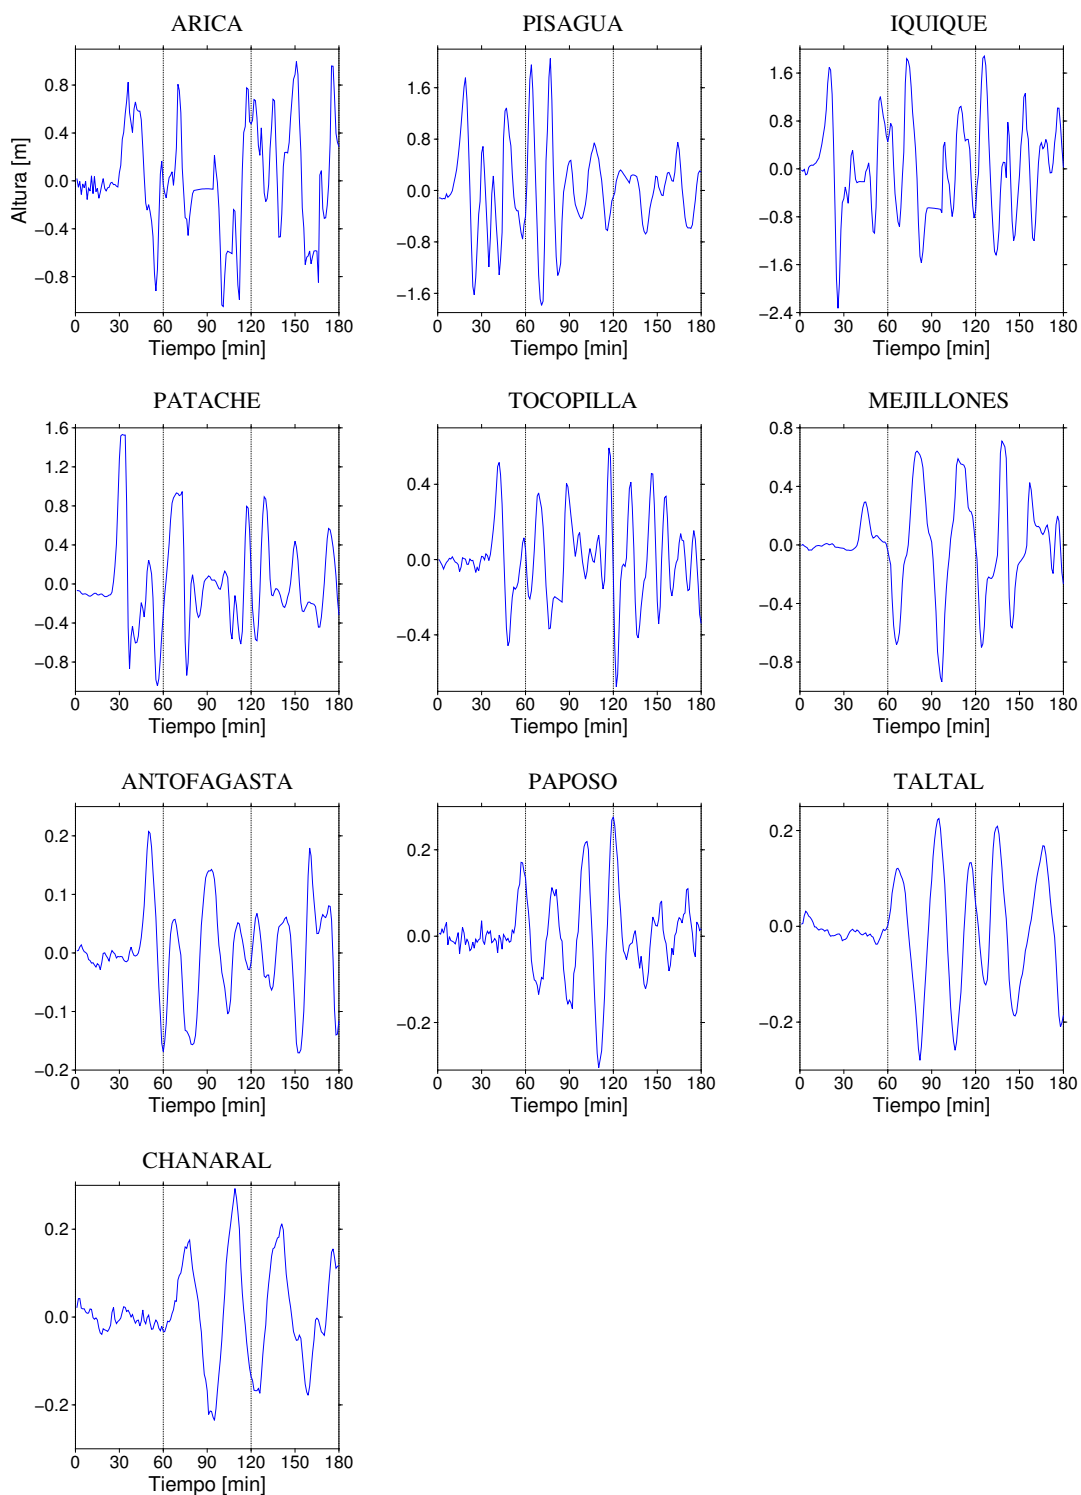 ARICA PISAGUA IQUIQUE
Altura [m]
0.8
0.4
0.0
−0.4
−0.8
0 30 60 90 120 150 180
Tiempo [min]
1.6
0.8
0.0
−0.8
−1.6
0 30 60 90 120 150 180
Tiempo [min]
1.6
0.8
0.0
−0.8
−1.6
−2.4
0 30 60 90 120 150 180
Tiempo [min]
PATACHE TOCOPILLA MEJILLONES
1.6
1.2
0.8
0.4
0.0
−0.4
−0.8
0 30 60 90 120 150 180
Tiempo [min]
0.4
0.0
−0.4
0 30 60 90 120 150 180
Tiempo [min]
0.8
0.4
0.0
−0.4
−0.8
0 30 60 90 120 150 180
Tiempo [min]
ANTOFAGASTA PAPOSO TALTAL
0.2
0.1
0.0
−0.1
−0.2
0 30 60 90 120 150 180
Tiempo [min]
0.2
0.0
−0.2
0 30 60 90 120 150 180
Tiempo [min]
0.2
0.0
−0.2
0 30 60 90 120 150 180
Tiempo [min]
CHANARAL
0.2
0.0
−0.2
0 30 60 90 120 150 180
Tiempo [min]